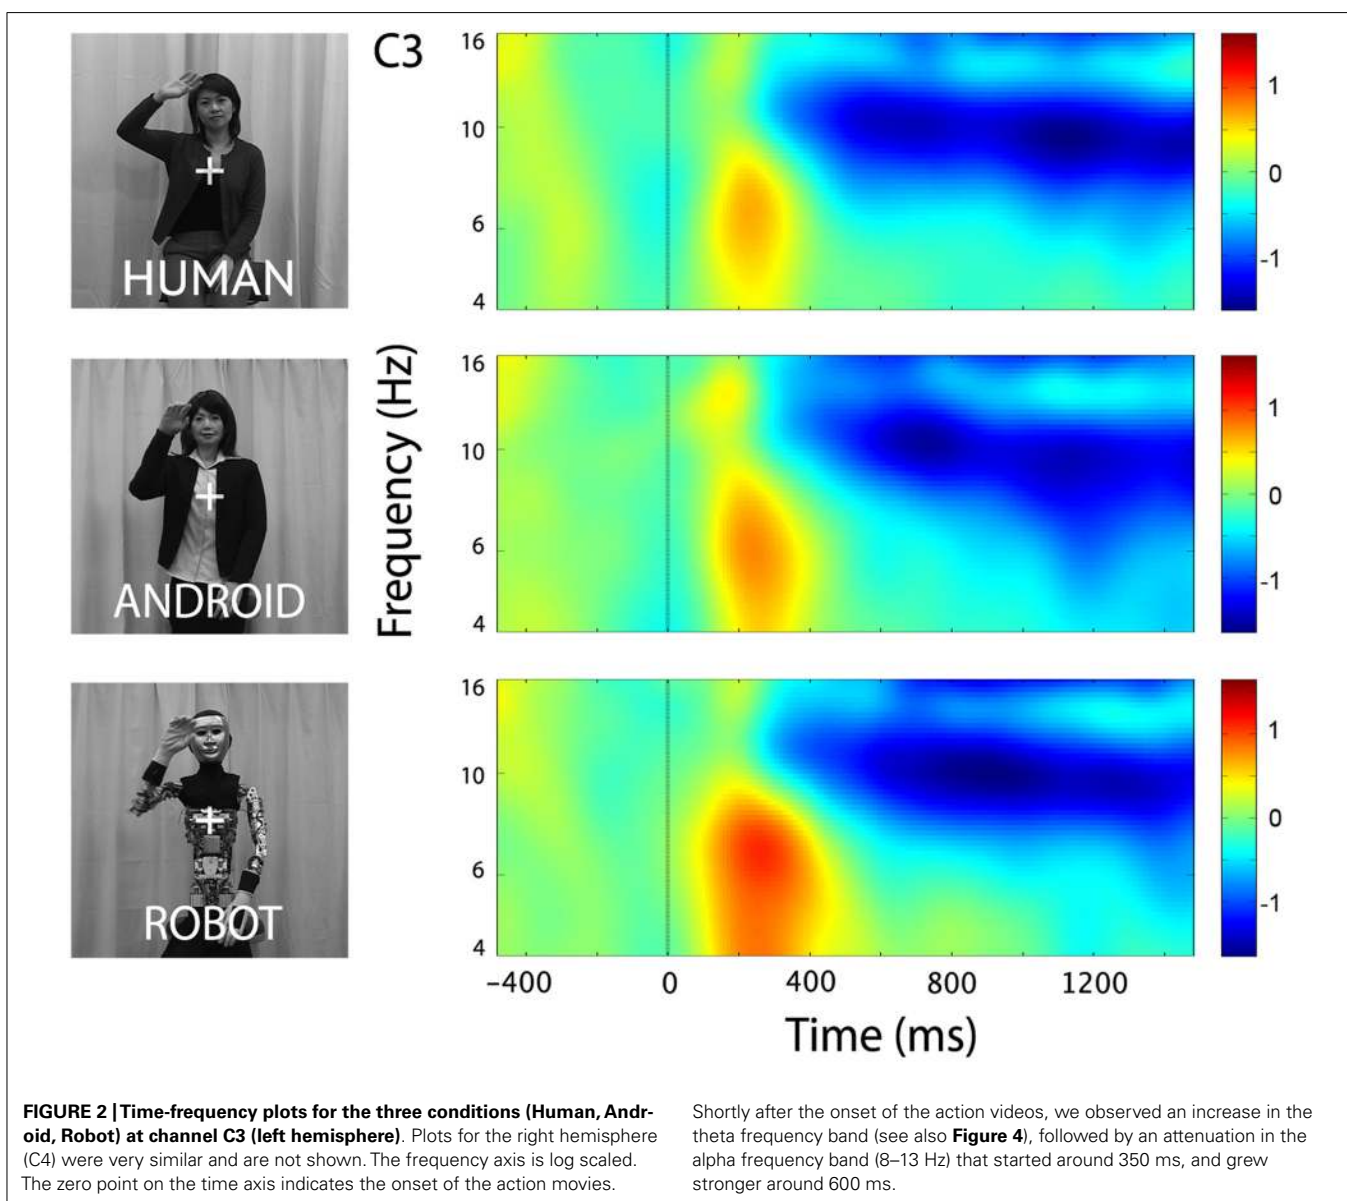 C3
16
10
6
4
1
0
-1
HUMAN
Frequency (Hz)
16
10
6
4
1
0
-1
ANDROID
16
10
6
4
1
0
-1
ROBOT
−400 0 400 800 1200
Time (ms)
FIGURE 2 | Time-frequency plots for the three conditions (Human, Andr-
oid, Robot) at channel C3 (left hemisphere). Plots for the right hemisphere
(C4) were very similar and are not shown. The frequency axis is log scaled.
The zero point on the time axis indicates the onset of the action movies.
Shortly after the onset of the action videos, we observed an increase in the
theta frequency band (see also Figure 4), followed by an attenuation in the
alpha frequency band (8–13 Hz) that started around 350 ms, and grew
stronger around 600 ms.